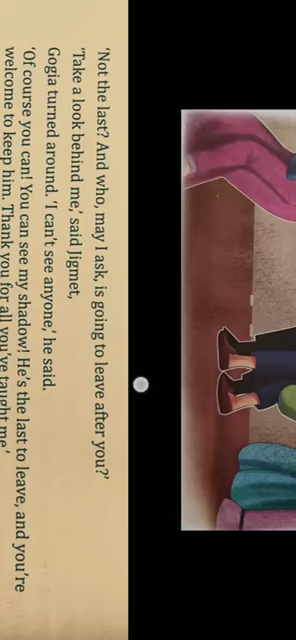 'Not the last? And who, may I ask, is going to leave after you?'
'Take a look behind me,' said Jigmet,
Gogia turned around. 'I can't see anyone,' he said.
'Of course you can! You can see my shadow! He's the last to leave, and you're
welcome to keep him. Thank you for all you've taught me.'